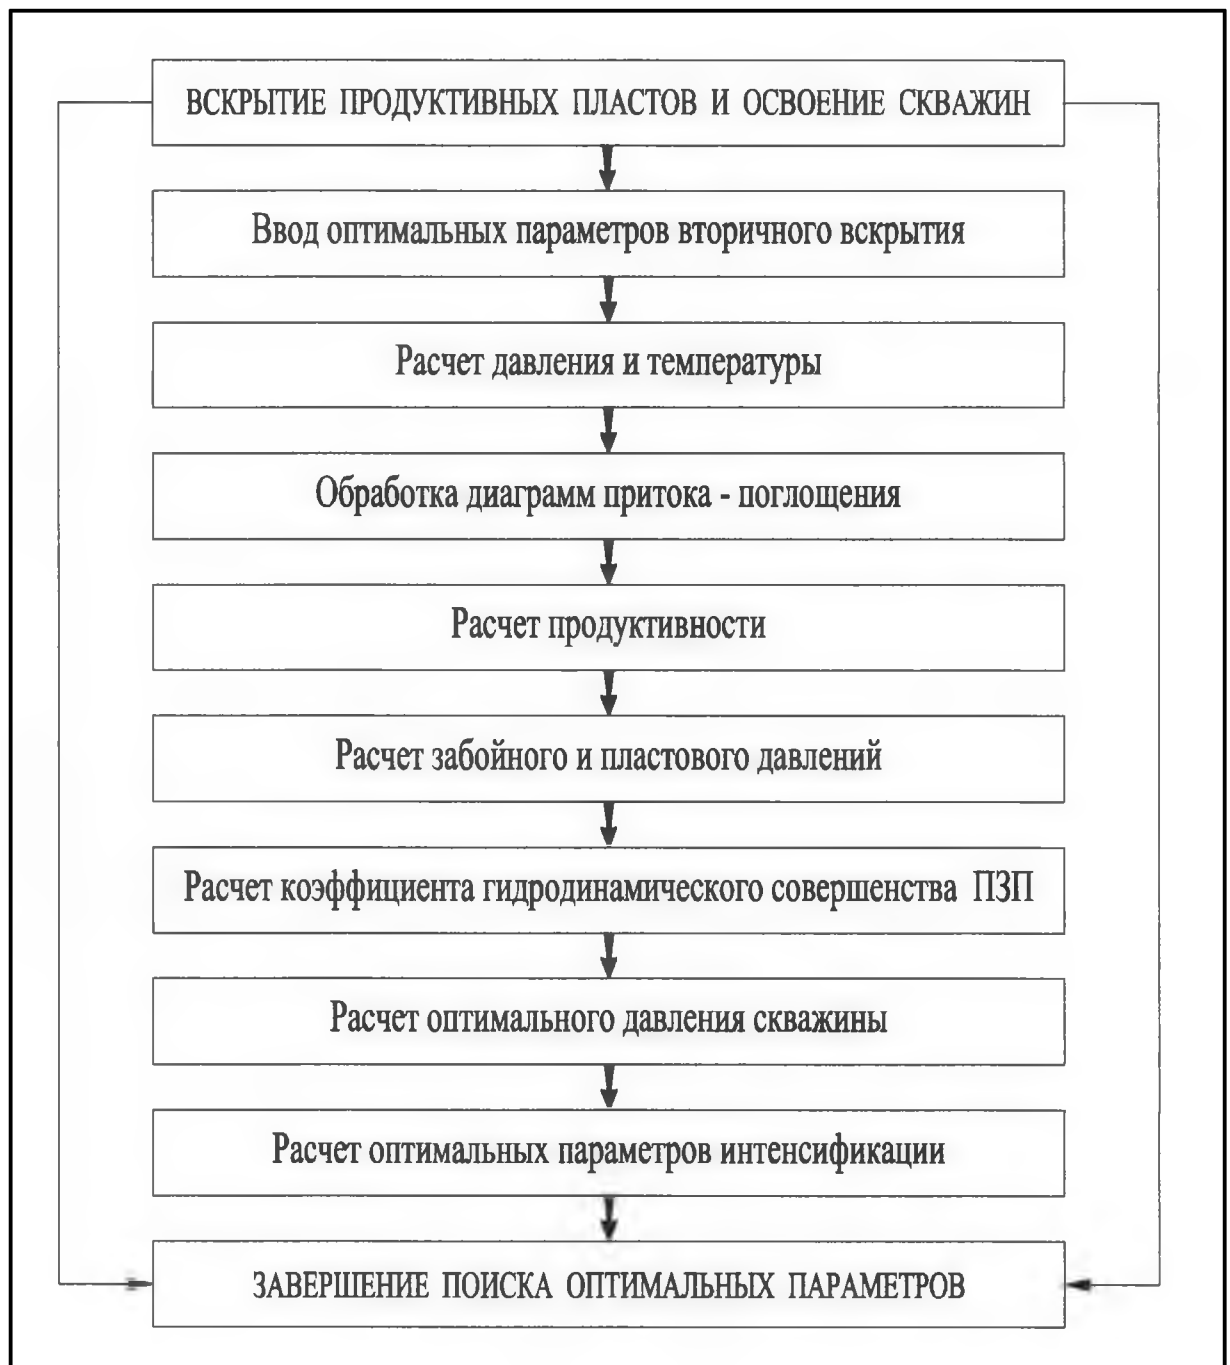 ВСКРЫТИЕ ПРОДУКТИВНЫХ ПЛАСТОВ И ОСВОЕНИЕ СКВАЖИН
Ввод оптимальных параметров вторичного вскрытия
Расчет давления и температуры
Обработка диаграмм притока - поглощения
Расчет продуктивности
Расчет забойного и пластового давлений
Расчет коэффициента гидродинамического совершенства ПЗП
Расчет оптимального давления скважины
Расчет оптимальных параметров интенсификации
ЗАВЕРШЕНИЕ ПОИСКА ОПТИМАЛЬНЫХ ПАРАМЕТРОВ